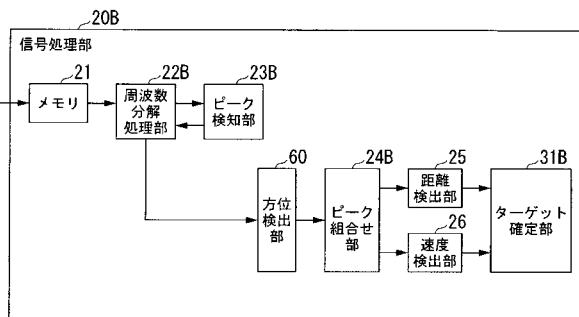 20B
信号処理部
21
メモリ
22B
周波数
分解
処理部
23B
ピーク
検知部
60
方位
検出
部
24B
ピーク
組合せ
部
25
距離
検出部
26
速度
検出部
31B
ターゲット
確定部